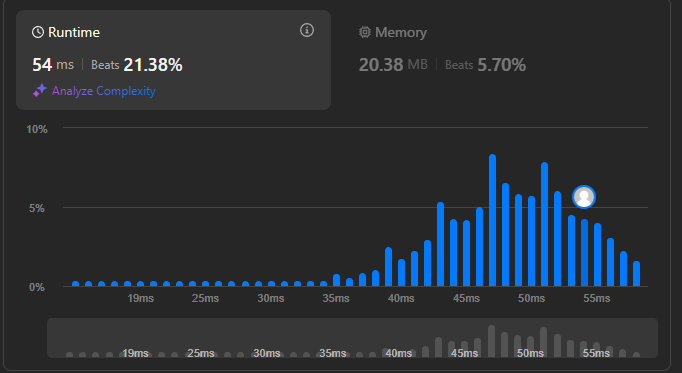 Runtime
54 ms | Beats 21.38%
Analyze Complexity
Memory
20.38 MB | Beats 5.70%
10%
5%
0%
19ms 25ms 30ms 35ms 40ms 45ms 50ms 55ms
19ms 25ms 30ms 35ms 40ms 45ms 50ms 55ms